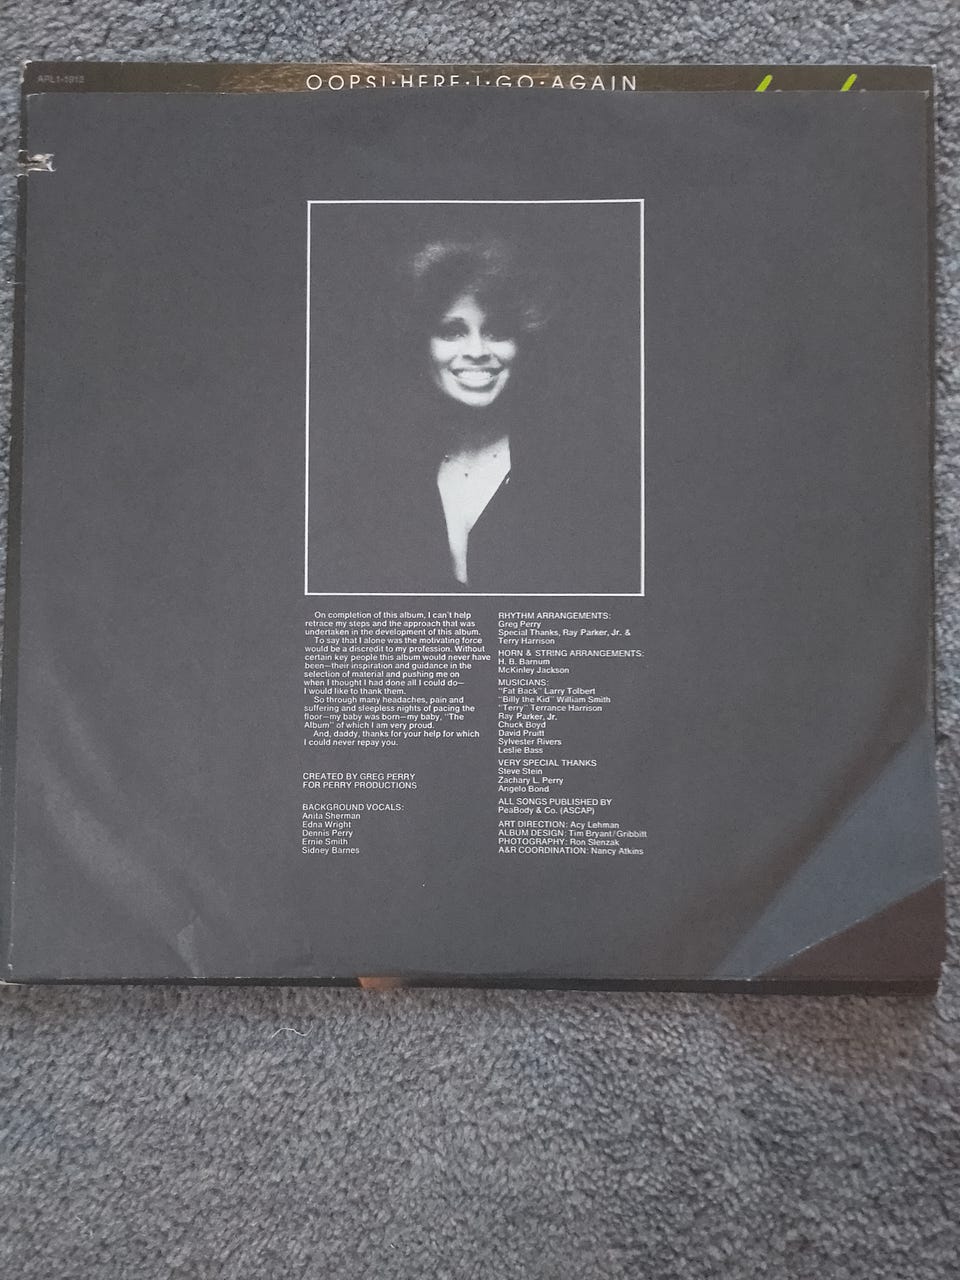 OOPS!·HERE·I·GO·AGAIN
On completion of this album, I can't help
retrace my steps and the approach that was
undertaken in the development of this album.
To say that I alone was the motivating force
would be a discredit to my profession. Without
certain key people this album would never have
been—their inspiration and guidance in the
selection of material and pushing me on
when I thought I had done all I could do—
I would like to thank them.
So through many headaches, pain and
suffering and sleepless nights of pacing the
floor—my baby was born—my baby, "The
Album" of which I am very proud.
And, daddy, thanks for your help for which
I could never repay you.
CREATED BY GREG PERRY
FOR PERRY PRODUCTIONS
BACKGROUND VOCALS:
Anita Sherman
Edna Wright
Dennis Perry
Ernie Smith
Sidney Barnes
RHYTHM ARRANGEMENTS:
Greg Perry
Special Thanks, Ray Parker, Jr. &
Terry Harrison
HORN & STRING ARRANGEMENTS:
H. B. Barnum
McKinley Jackson
MUSICIANS:
"Fat Back" Larry Tolbert
"Billy the Kid" William Smith
"Terry" Terrance Harrison
Ray Parker, Jr.
Chuck Boyd
David Pruitt
Sylvester Rivers
Leslie Bass
VERY SPECIAL THANKS
Steve Stein
Zachary L. Perry
Angelo Bond
ALL SONGS PUBLISHED BY
PeaBody & Co. (ASCAP)
ART DIRECTION: Acy Lehman
ALBUM DESIGN: Tim Bryant/Gribbitt
PHOTOGRAPHY: Ron Slenzak
A&R COORDINATION: Nancy Atkins